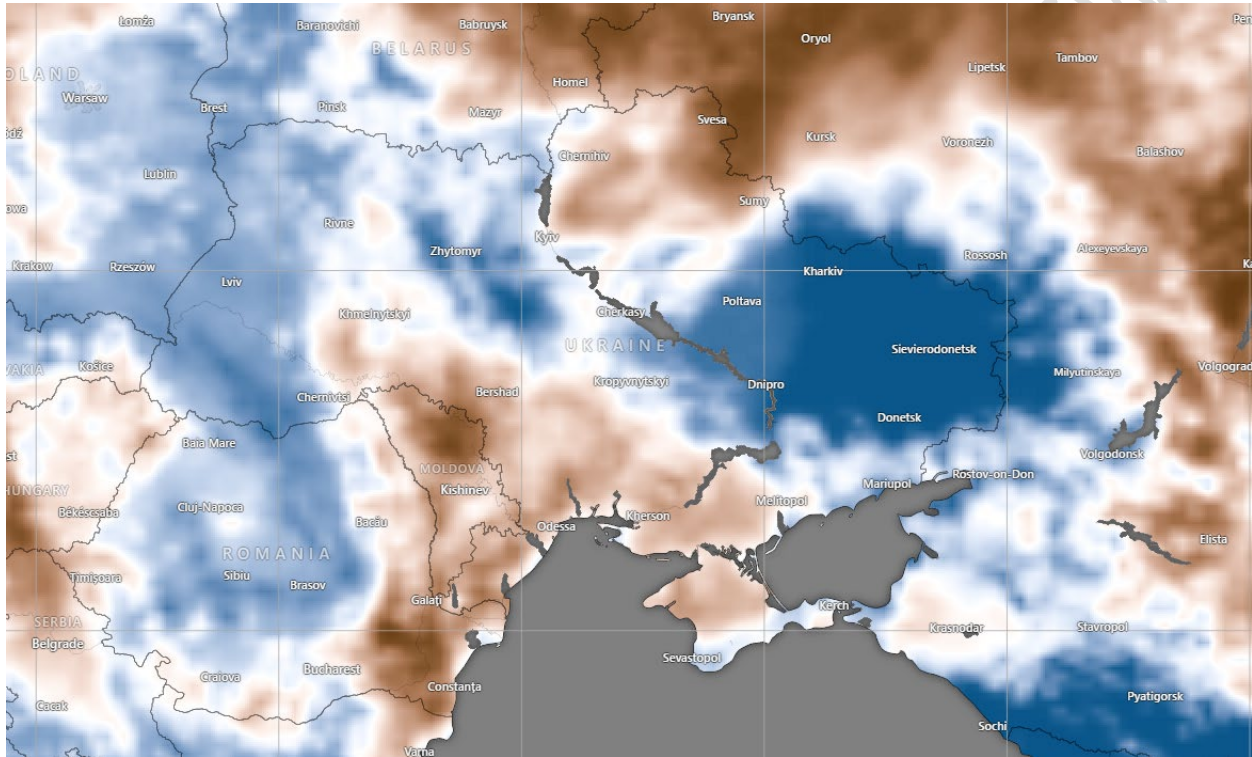 Łomża
Baranovichi
Babruysk
Bryansk
Pen
BELARUS
Oryol
OLAND
Lipetsk
Tambov
Warsaw
Homel
Brest
Pinsk
Mazyr
Svesa
Kursk
Voronezh
Chernihiv
Balashov
Lublin
owa
Rivne
Sumy
Kyiv
Zhytomyr
Alexeyevskaya
Krakow
Rzeszów
Kharkiv
Rossosh
Lviv
Poltava
Khmelnytskyi
Cherkasy
UKRAINE
Sievierodonetsk
Košice
Volgograd
Milyutinskaya
Kropyvnytskyi
Dnipro
Bershad
Chernivtsi
Donetsk
Baia Mare
Volgodonsk
MOLDOVA
Rostov-on-Don
Mariupol
HUNGARY
Kishinev
Melitopol
Békéscsaba
Cluj-Napoca
Bacău
Kherson
Odessa
Elista
ROMANIA
Timișoara
Sibiu
Brasov
Galați
Kerch
SERBIA
Krasnodar
Stavropol
Belgrade
Sevastopol
Bucharest
Craiova
Constanța
Pyatigorsk
Cacak
Sochi
Varna